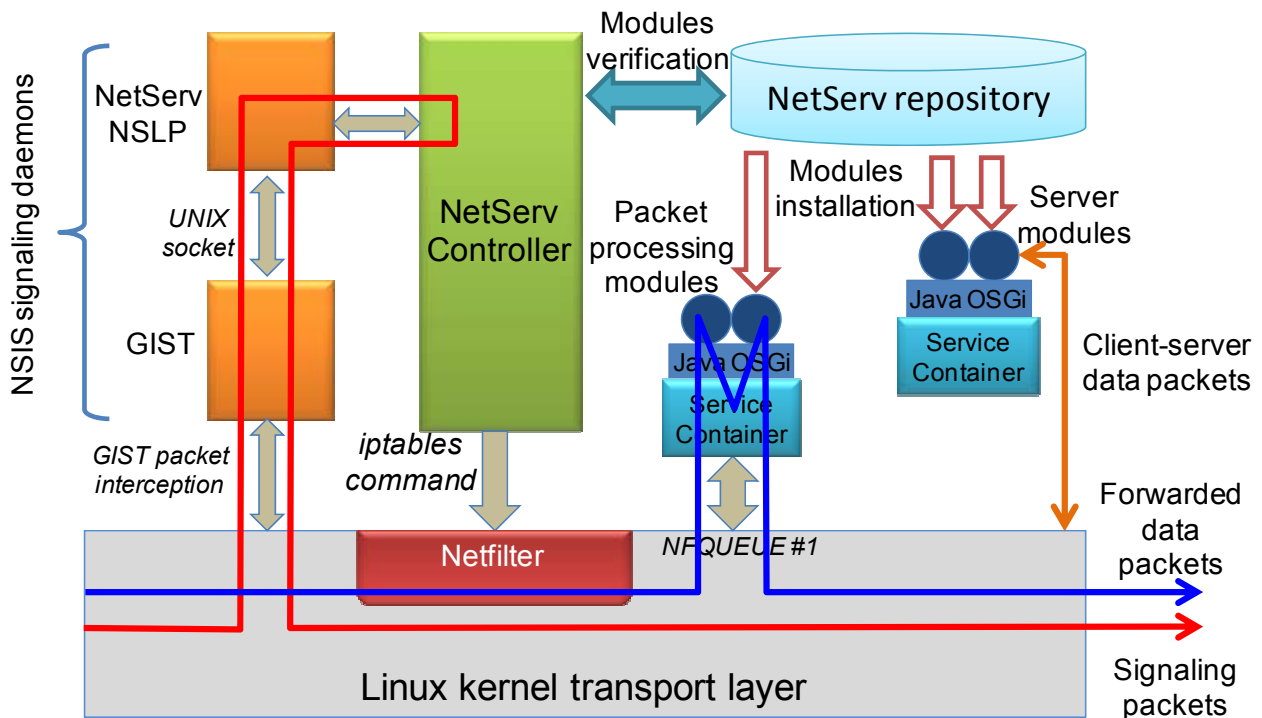 NSIS signaling daemons
NetServ
NSLP
UNIX
socket
GIST
GIST packet
interception
NetServ
Controller
iptables
command
Modules
verification
NetServ repository
Modules
installation
Packet
processing
modules
Java OSGi
Service
Container
Server
modules
Java OSGi
Service
Container
Client-server
data packets
Netfilter
NFQUEUE #1
Forwarded
data
packets
Linux kernel transport layer
Signaling
packets